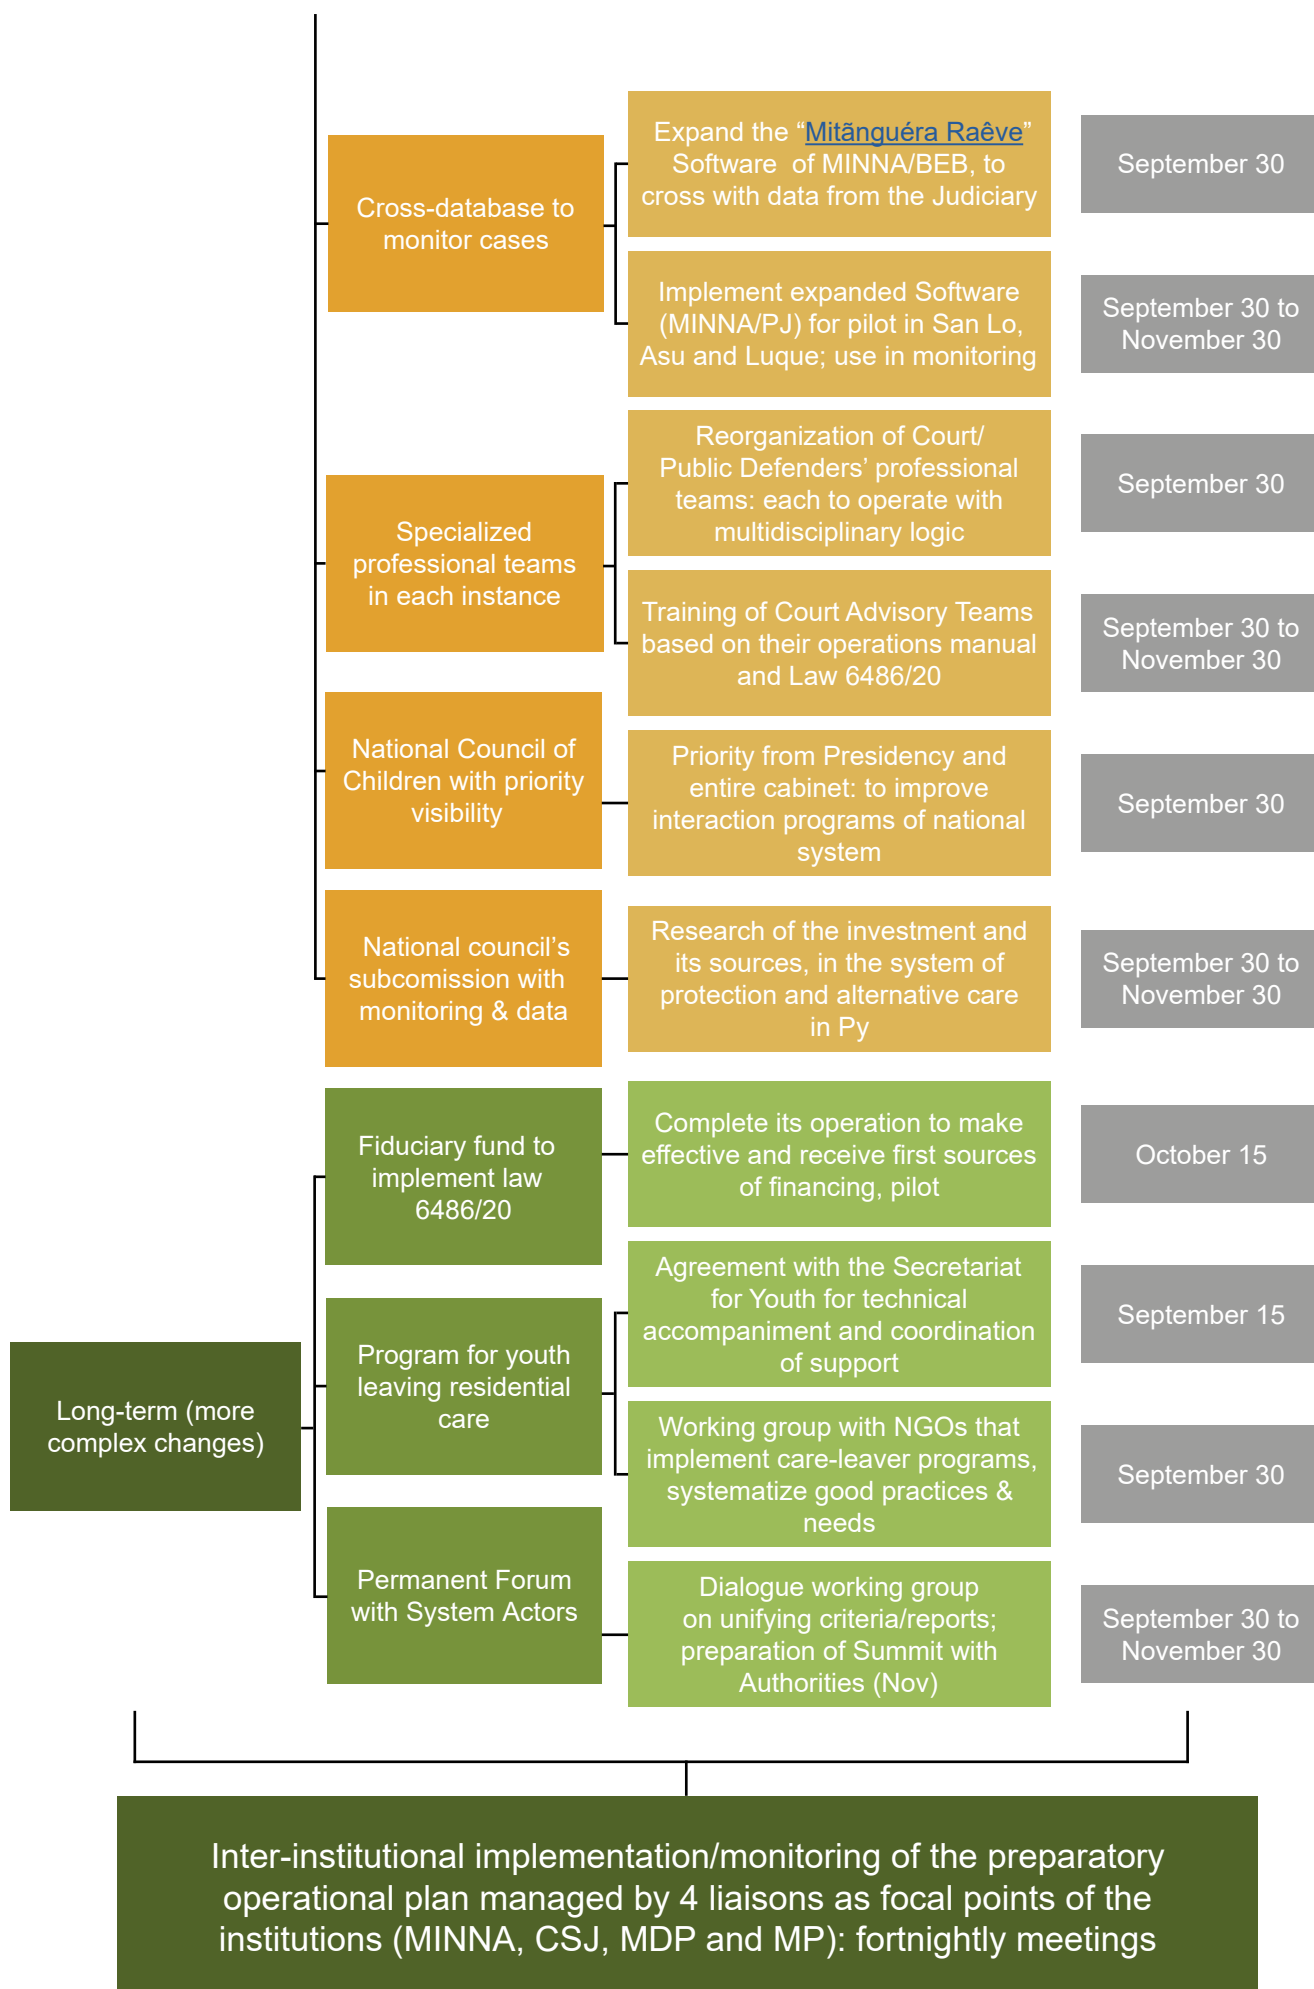 Cross-database to
monitor cases
Expand the “Mitãnguéra Raêve”
Software of MINNA/BEB, to
cross with data from the Judiciary
September 30
Implement expanded Software
(MINNA/PJ) for pilot in San Lo,
Asu and Luque; use in monitoring
September 30 to
November 30
Specialized
professional teams
in each instance
Reorganization of Court/
Public Defenders’ professional
teams: each to operate with
multidisciplinary logic
September 30
Training of Court Advisory Teams
based on their operations manual
and Law 6486/20
September 30 to
November 30
National Council of
Children with priority
visibility
Priority from Presidency and
entire cabinet: to improve
interaction programs of national
system
September 30
National council’s
subcomission with
monitoring & data
Research of the investment and
its sources, in the system of
protection and alternative care
in Py
September 30 to
November 30
Long-term (more
complex changes)
Fiduciary fund to
implement law
6486/20
Complete its operation to make
effective and receive first sources
of financing, pilot
October 15
Program for youth
leaving residential
care
Agreement with the Secretariat
for Youth for technical
accompaniment and coordination
of support
September 15
Working group with NGOs that
implement care-leaver programs,
systematize good practices &
needs
September 30
Permanent Forum
with System Actors
Dialogue working group
on unifying criteria/reports;
preparation of Summit with
Authorities (Nov)
September 30 to
November 30
Inter-institutional implementation/monitoring of the preparatory
operational plan managed by 4 liaisons as focal points of the
institutions (MINNA, CSJ, MDP and MP): fortnightly meetings